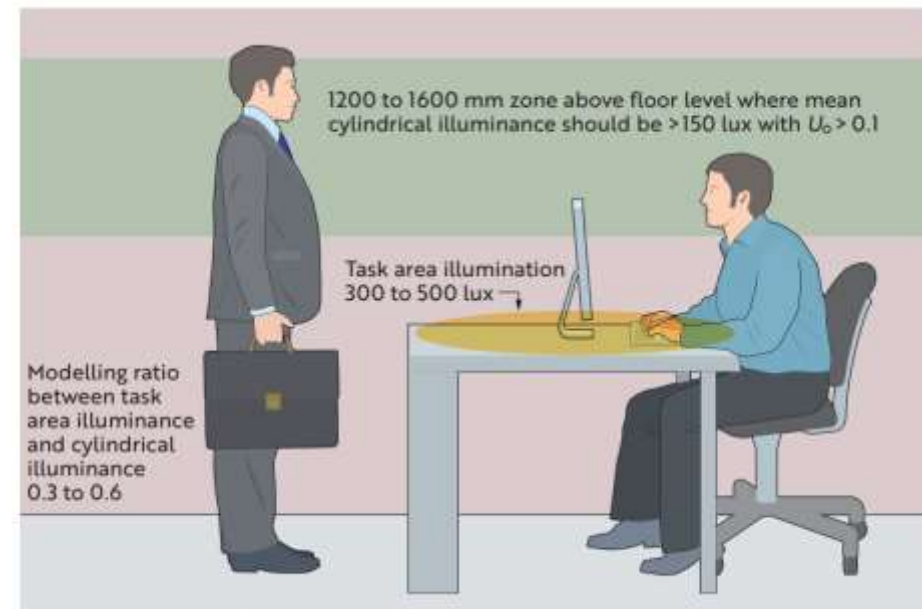 1200 to 1600 mm zone above floor level where mean
cylindrical illuminance should be >150 lux with Uo > 0.1
Task area illumination
300 to 500 lux
Modelling ratio
between task
area illuminance
and cylindrical
illuminance
0.3 to 0.6